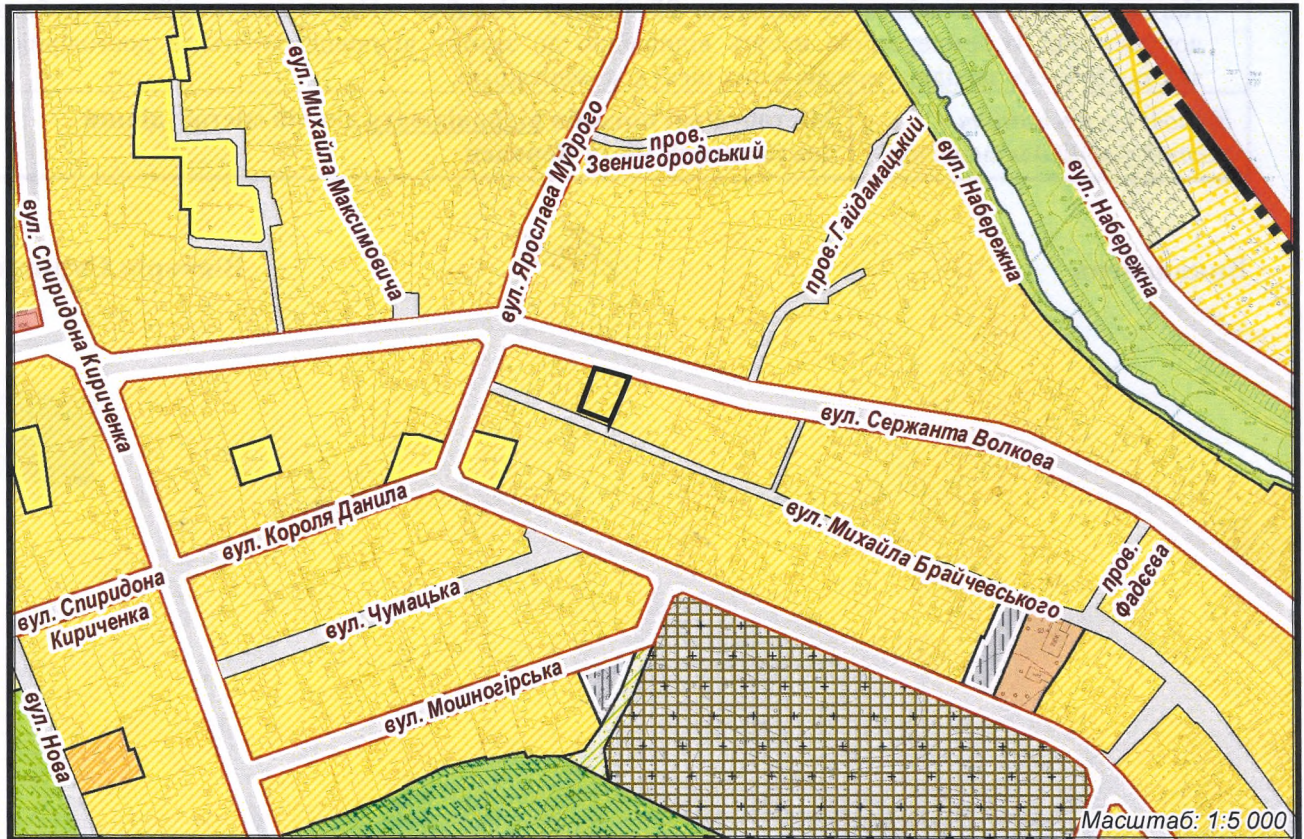 вул. Михайла Максимовича
вул. Ярослава Мудрого
пров.
Звенигородський
пров. Гайдамацький
вул. Набережна
вул. Набережна
вул. Спиридона Кириченка
вул. Сержанта Волкова
вул. Короля Данила
вул. Михайла Брайчевського
пров.
Фадєєва
вул. Спиридона
Кириченка
вул. Чумацька
вул. Мошногірська
вул. Нова
Масштаб: 1:5 000